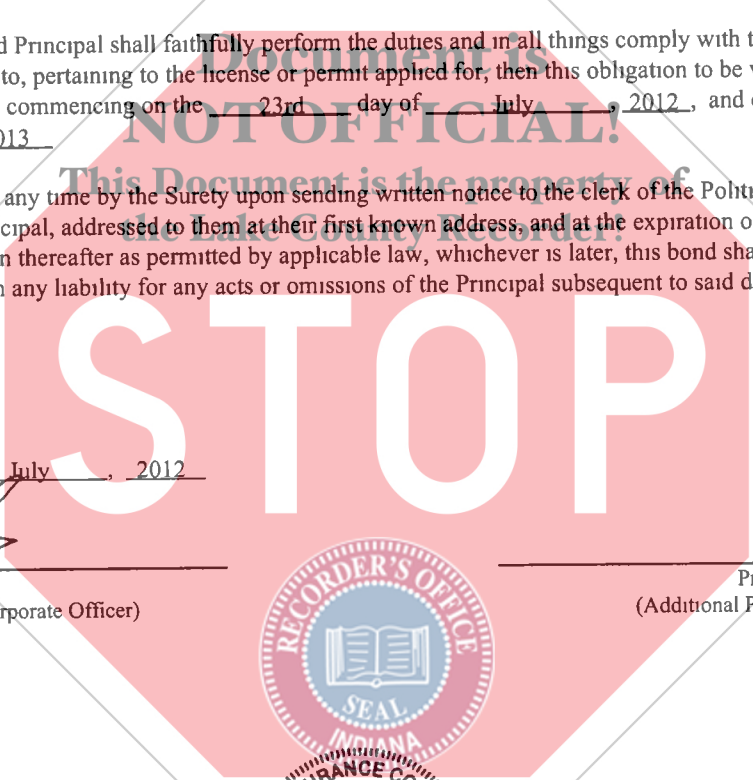 d Principal shall faithfully perform the duties and in all things comply with t
to, pertaining to the license or permit applied for, then this obligation to be
commencing on the 23rd day of July, 2012, and
013
any time by the Surety upon sending written notice to the clerk of the Polit
cipal, addressed to them at their first known address, and at the expiration o
n thereafter as permitted by applicable law, whichever is later, this bond sha
any liability for any acts or omissions of the Principal subsequent to said d
Document is
NOT OFFICIAL!
This Document is the property of
the Lake County Recorder!
STOP
July, 2012
rporate Officer)
(Additional P
RECORDER'S OFFICE
SEAL
INDIANA